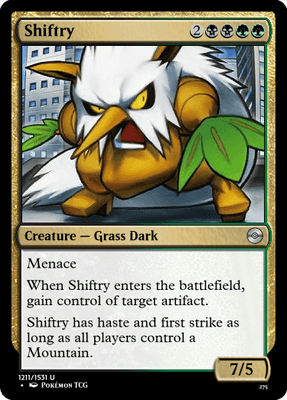 Shiftry 2
Creature — Grass Dark
Menace
When Shiftry enters the battlefield,
gain control of target artifact.
Shiftry has haste and first strike as
long as all players control a
Mountain.
7/5
1211/1531 U
• Pokémon TCG